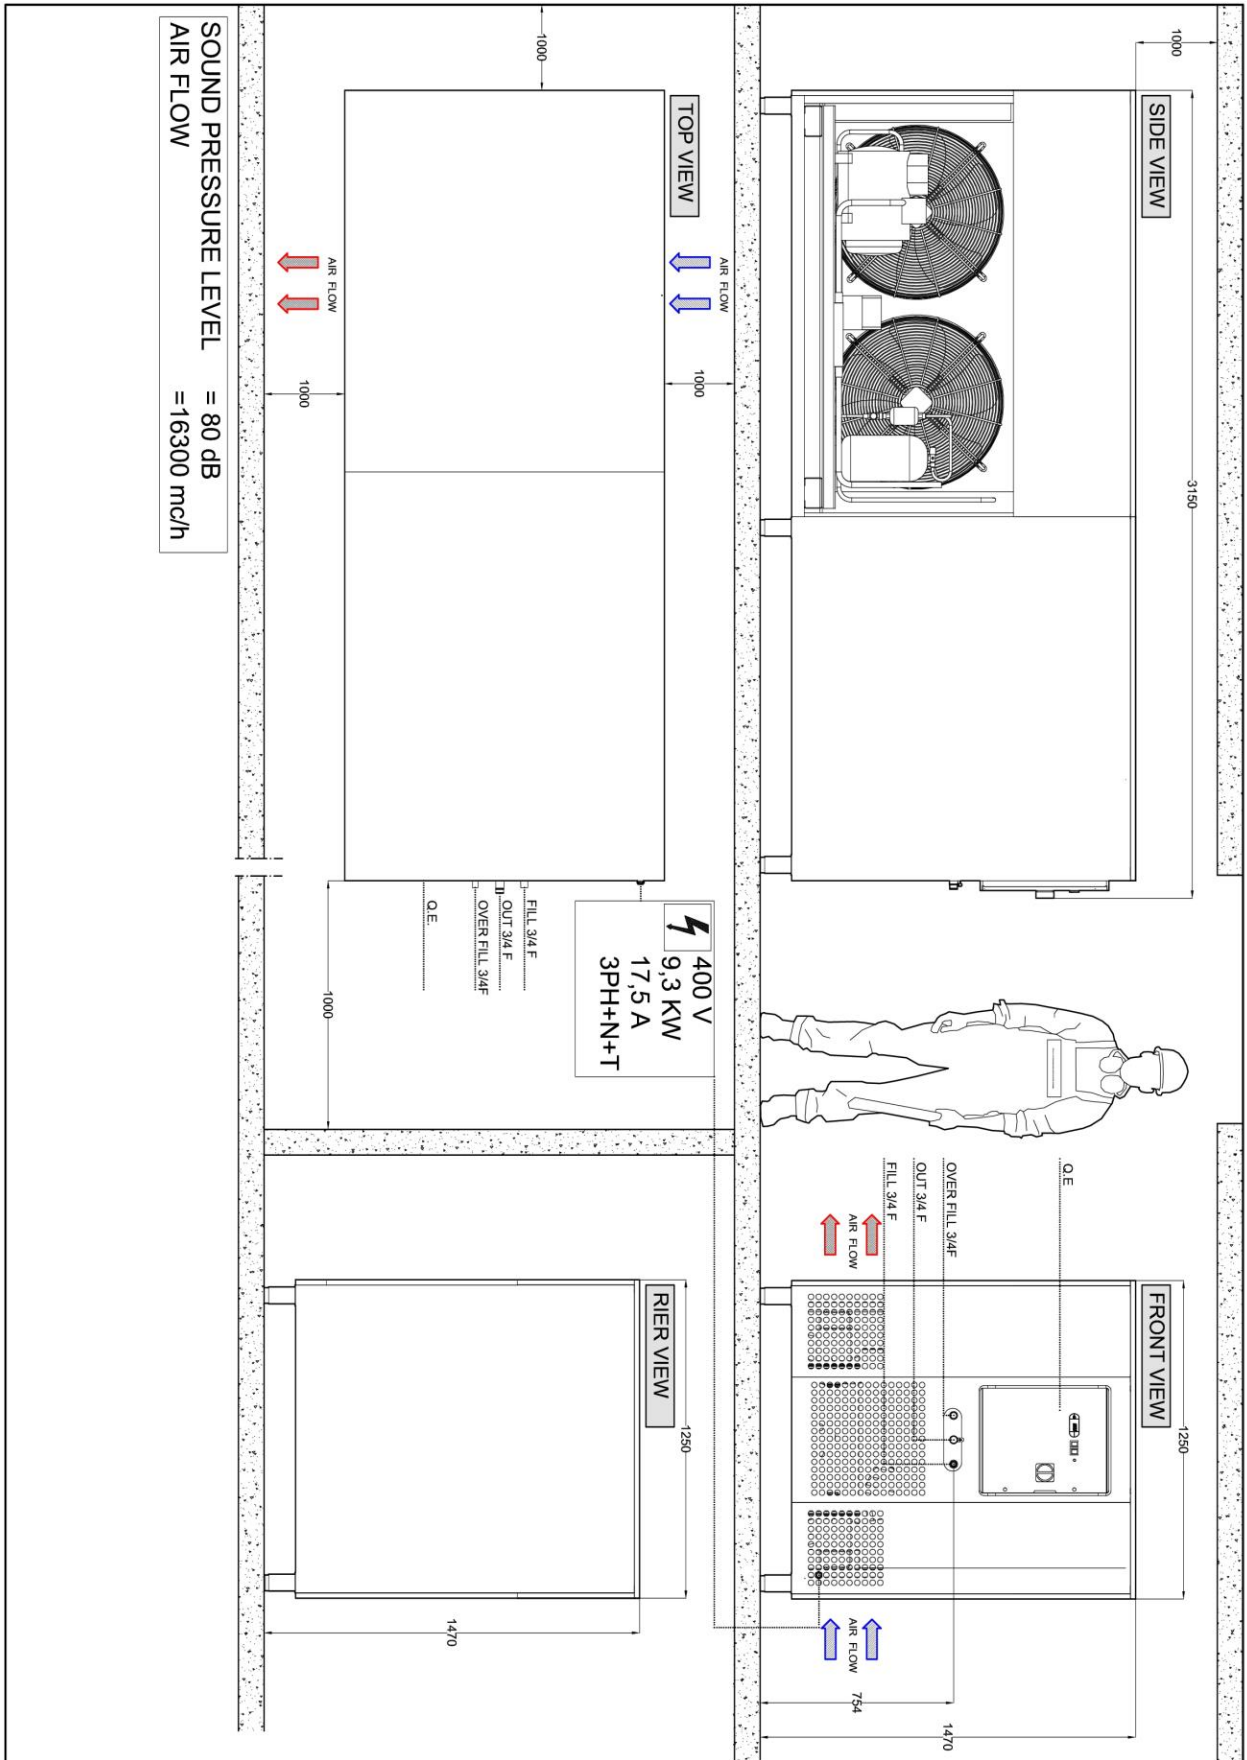 SIDE VIEW
1000
3150
FRONT VIEW
1250
Q.E
OVER FILL 3/4F
OUT 3/4 F
FILL 3/4 F
AIR FLOW
AIR FLOW
754
1470
TOP VIEW
1000
AIR FLOW
1000
AIR FLOW
1000
400 V
9,3 KW
17,5 A
3PH+N+T
FILL 3/4 F
OUT 3/4 F
OVER FILL 3/4F
Q.E.
1000
RIER VIEW
1250
1470
SOUND PRESSURE LEVEL = 80 dB
AIR FLOW =16300 mc/h